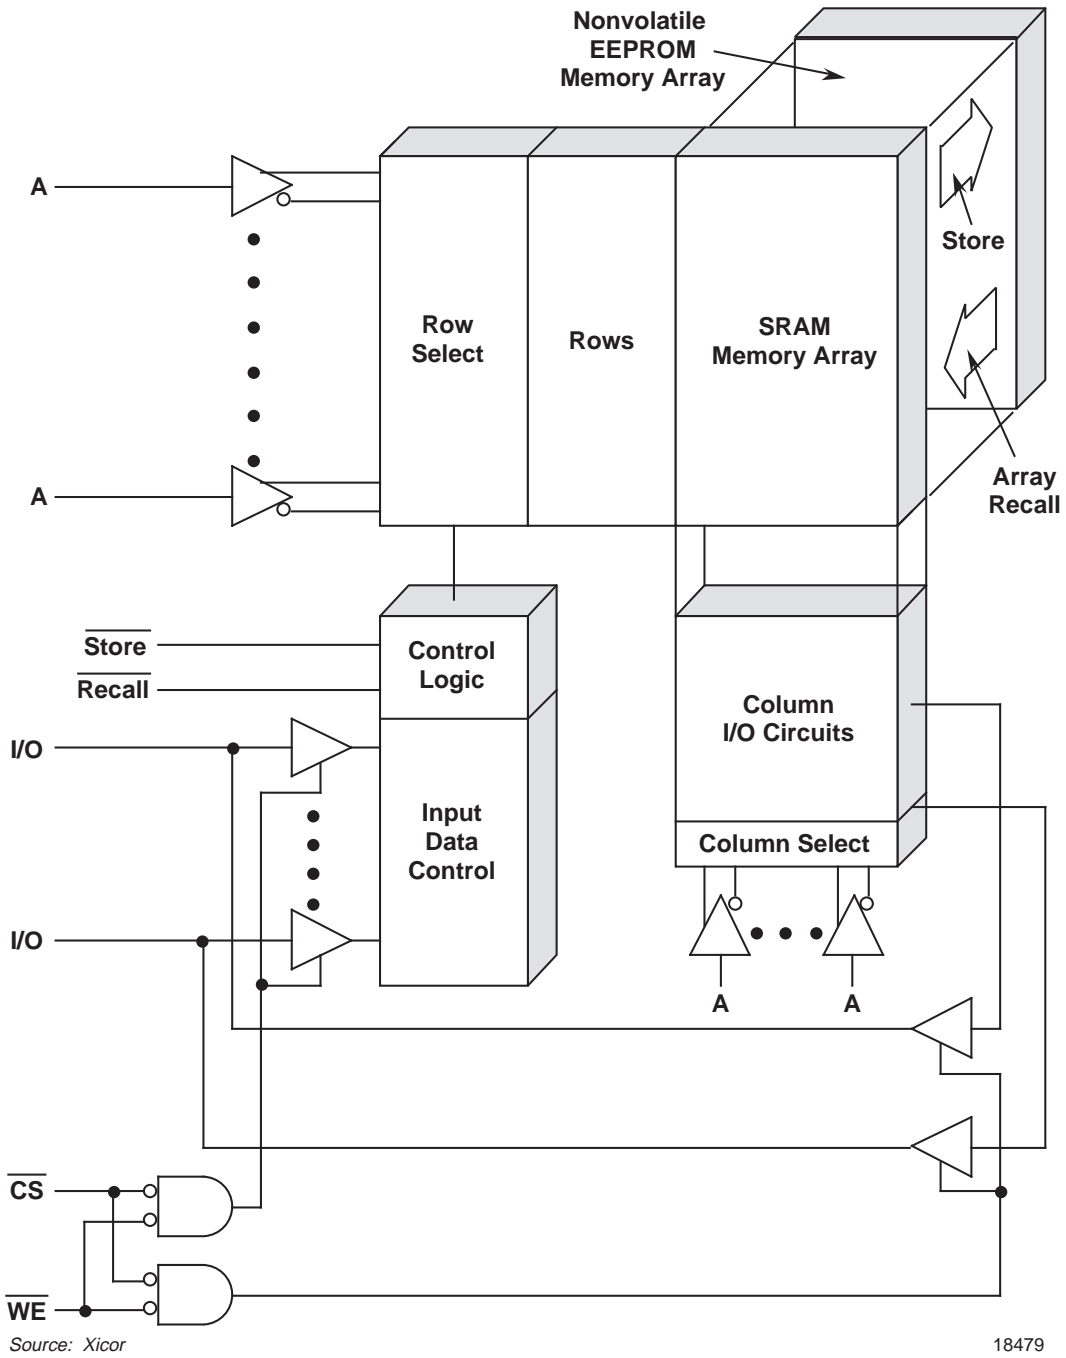 Nonvolatile
EEPROM
Memory Array
A
Store
Row
Select
Rows
SRAM
Memory Array
A
Array
Recall
Store
Recall
Control
Logic
I/O
Column
I/O Circuits
Input
Data
Control
Column Select
I/O
A
A
CS
WE
Source: Xicor
18479